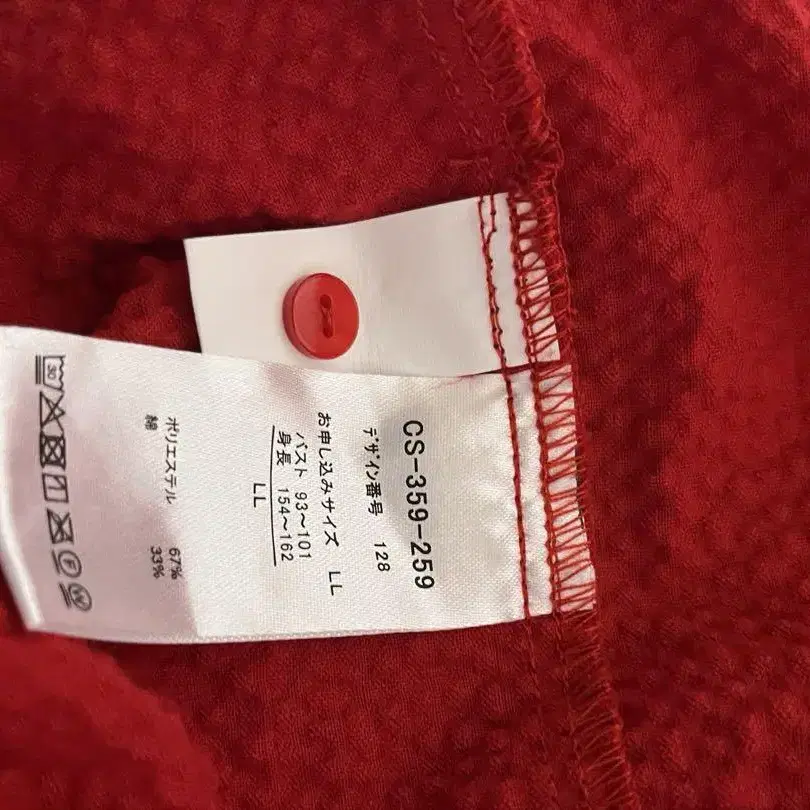 CS-359-259
デザイン番号 128
お申し込みサイズ LL
バスト 93〜101
身長 154〜162
LL
ポリエステル 67%
綿 33%
30
F
W